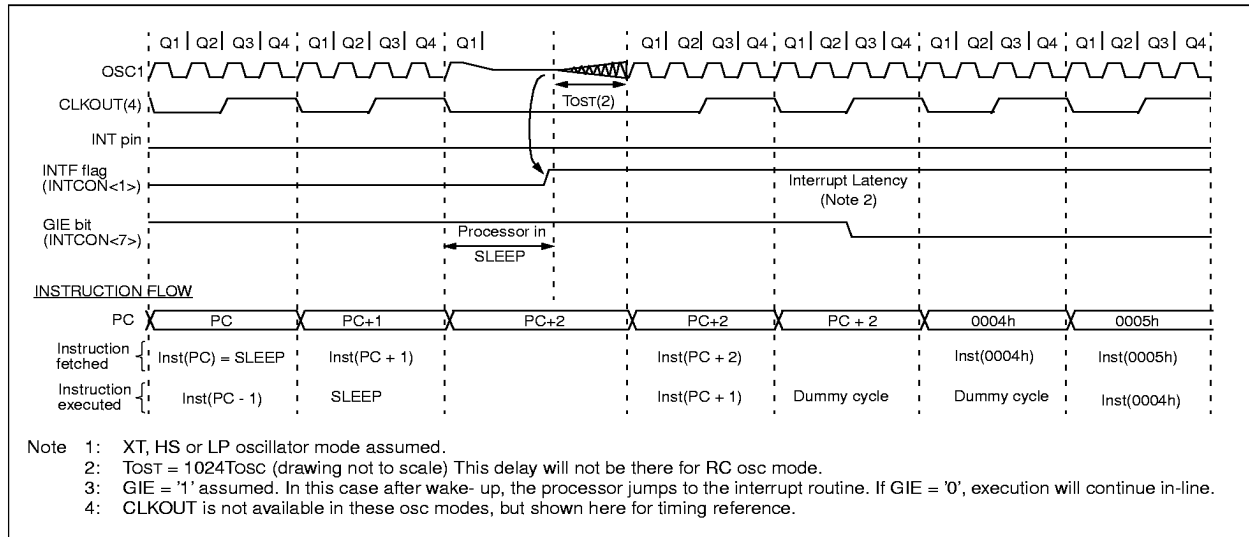 Q1 | Q2 | Q3 | Q4 Q1 | Q2 | Q3 | Q4 Q1 | Q1 | Q2 | Q3 | Q4 Q1 | Q2 | Q3 | Q4 Q1 | Q2 | Q3 | Q4 Q1 | Q2 | Q3 | Q4
OSC1
TOST(2)
CLKOUT(4)
INT pin
INTF flag
(INTCON<1>)
Interrupt Latency
(Note 2)
GIE bit
(INTCON<7>)
Processor in
SLEEP
INSTRUCTION FLOW
PC PC PC+1 PC+2 PC+2 PC + 2 0004h 0005h
Instruction
fetched
Inst(PC) = SLEEP Inst(PC + 1) Inst(PC + 2) Inst(0004h) Inst(0005h)
Instruction
executed
Inst(PC - 1) SLEEP Inst(PC + 1) Dummy cycle Dummy cycle Inst(0004h)
Note 1: XT, HS or LP oscillator mode assumed.
2: TOST = 1024TOSC (drawing not to scale) This delay will not be there for RC osc mode.
3: GIE = '1' assumed. In this case after wake- up, the processor jumps to the interrupt routine. If GIE = '0', execution will continue in-line.
4: CLKOUT is not available in these osc modes, but shown here for timing reference.